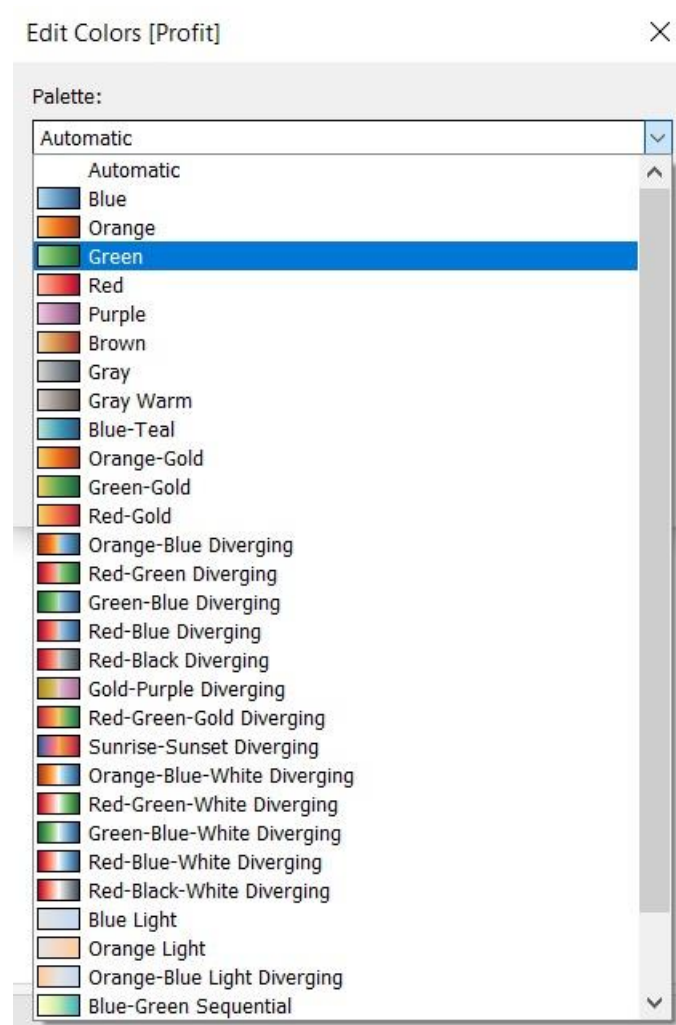 Edit Colors [Profit]
Palette:
Automatic
Automatic
Blue
Orange
Green
Red
Purple
Brown
Gray
Gray Warm
Blue-Teal
Orange-Gold
Green-Gold
Red-Gold
Orange-Blue Diverging
Red-Green Diverging
Green-Blue Diverging
Red-Blue Diverging
Red-Black Diverging
Gold-Purple Diverging
Red-Green-Gold Diverging
Sunrise-Sunset Diverging
Orange-Blue-White Diverging
Red-Green-White Diverging
Green-Blue-White Diverging
Red-Blue-White Diverging
Red-Black-White Diverging
Blue Light
Orange Light
Orange-Blue Light Diverging
Blue-Green Sequential